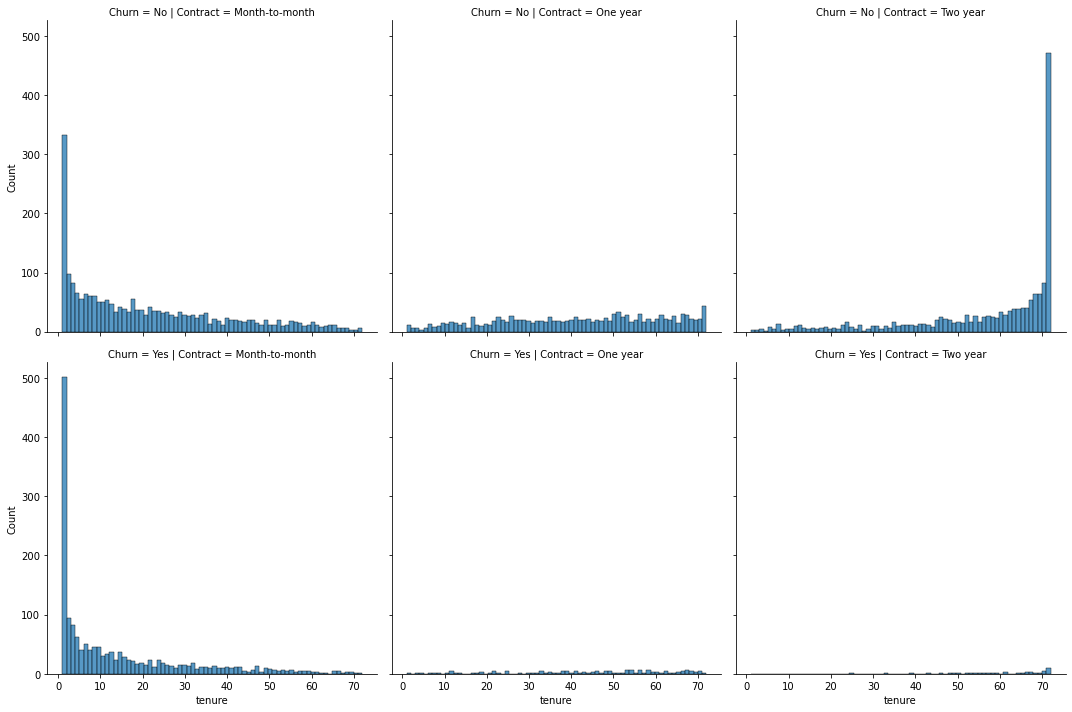 Churn = No | Contract = Month-to-month
Churn = No | Contract = One year
Churn = No | Contract = Two year
500
400
300
200
100
0
Count
Churn = Yes | Contract = Month-to-month
Churn = Yes | Contract = One year
Churn = Yes | Contract = Two year
500
400
300
200
100
0
Count
0 10 20 30 40 50 60 70
0 10 20 30 40 50 60 70
0 10 20 30 40 50 60 70
tenure
tenure
tenure